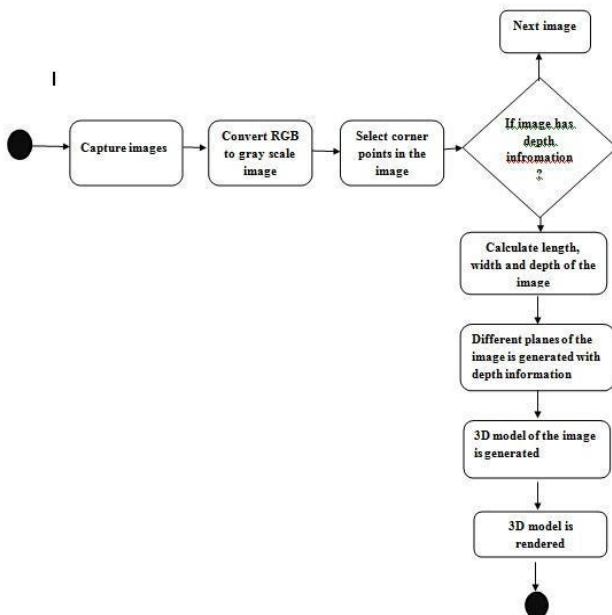 Next image
I
Capture images
Convert RGB
to gray scale
image
Select corner
points in the
image
If image has
depth
infromation
?
Calculate length,
width and depth of the
image
Different planes of the
image is generated with
depth information
3D model of the image
is generated
3D model is
rendered